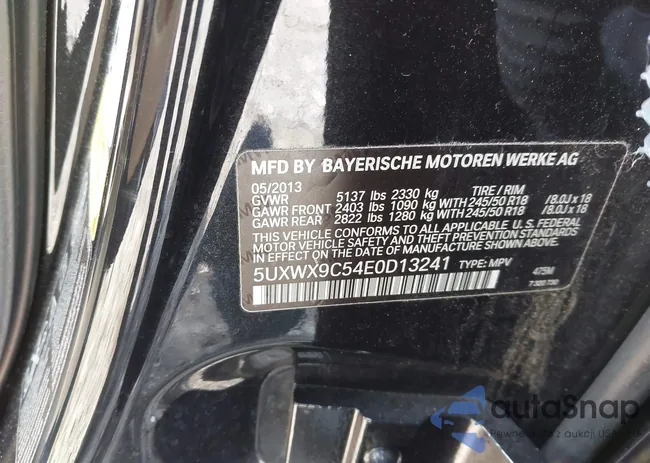 MFD BY BAYERISCHE MOTOREN WERKE AG
05/2013
GVWR 5137 lbs 2330 kg TIRE / RIM
GAWR FRONT 2403 lbs 1090 kg WITH 245/50 R18 /8.0J x 18
GAWR REAR 2822 lbs 1280 kg WITH 245/50 R18 /8.0J x 18
THIS VEHICLE CONFORMS TO ALL APPLICABLE U. S. FEDERAL
MOTOR VEHICLE SAFETY AND THEFT PREVENTION STANDARDS
IN EFFECT ON THE DATE OF MANUFACTURE SHOWN ABOVE.
5UXWX9C54E0D13241 TYPE: MPV
475M
autoSnap
z aukcji USA